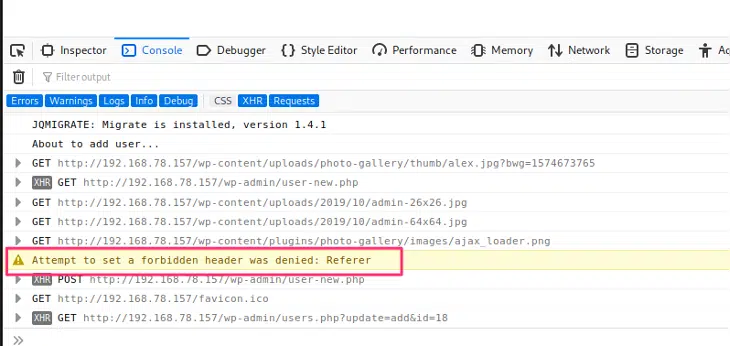 Inspector Console Debugger Style Editor Performance Memory Network Storage
Filter output
Errors Warnings Logs Info Debug CSS XHR Requests
JQMIGRATE: Migrate is installed, version 1.4.1
About to add user...
GET http://192.168.78.157/wp-content/uploads/photo-gallery/thumb/alex.jpg?bwg=1574673765
XHR GET http://192.168.78.157/wp-admin/user-new.php
GET http://192.168.78.157/wp-content/uploads/2019/10/admin-26x26.jpg
GET http://192.168.78.157/wp-content/uploads/2019/10/admin-64x64.jpg
GET http://192.168.78.157/wp-content/plugins/photo-gallery/images/ajax_loader.png
Attempt to set a forbidden header was denied: Referer
XHR POST http://192.168.78.157/wp-admin/user-new.php
GET http://192.168.78.157/favicon.ico
XHR GET http://192.168.78.157/wp-admin/users.php?update=add&id=18